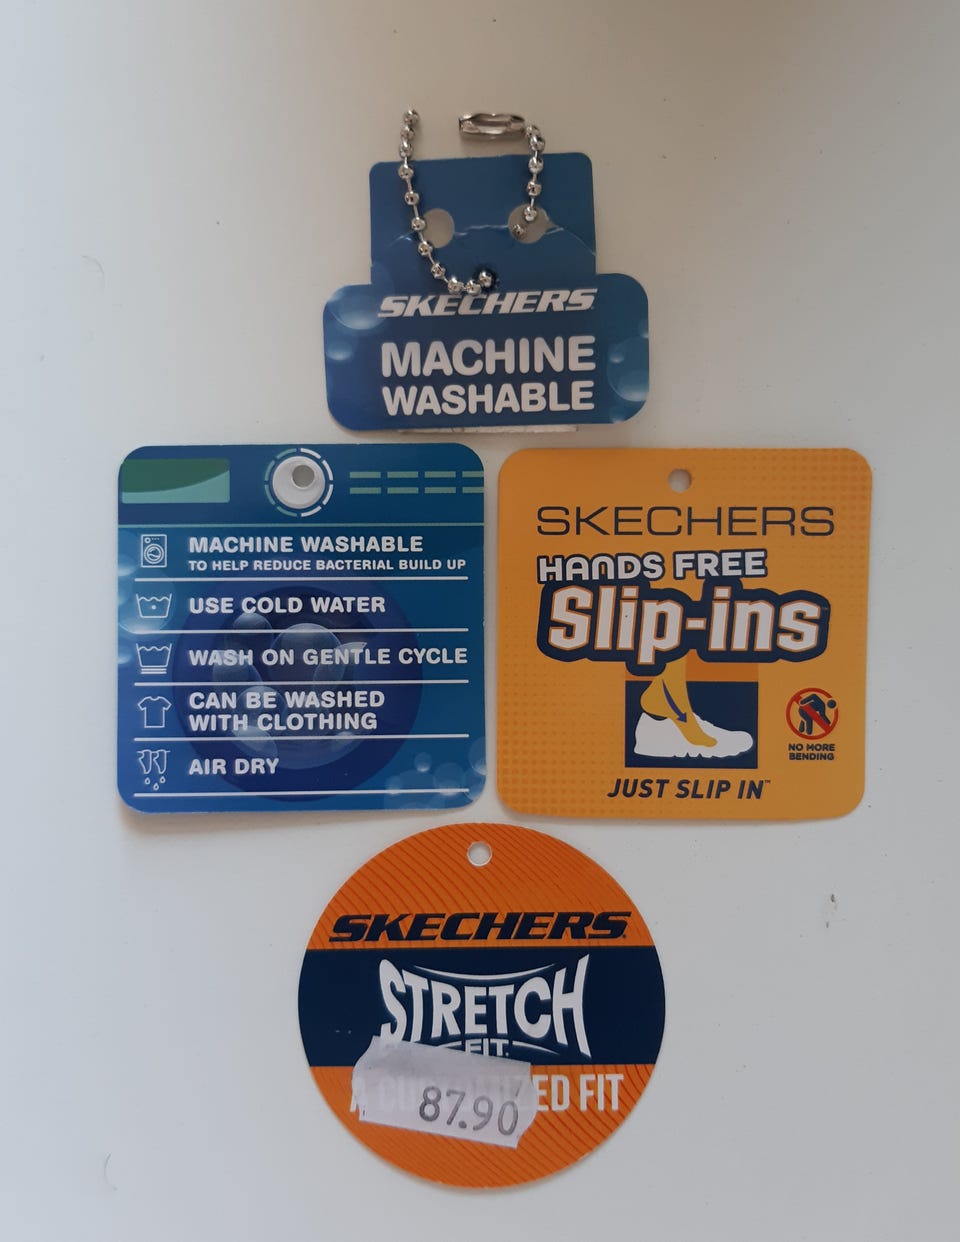 SKECHERS
MACHINE
WASHABLE
MACHINE WASHABLE
TO HELP REDUCE BACTERIAL BUILD UP
USE COLD WATER
WASH ON GENTLE CYCLE
CAN BE WASHED
WITH CLOTHING
AIR DRY
SKECHERS
HANDS FREE
Slip-ins
NO MORE
BENDING
JUST SLIP IN™
SKECHERS
STRETCH
FIT.
A FIT
87.90